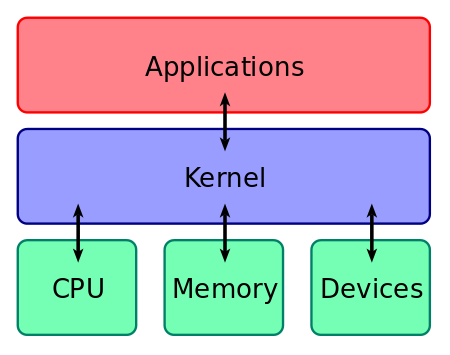 Applications
Kernel
CPU
Memory
Devices